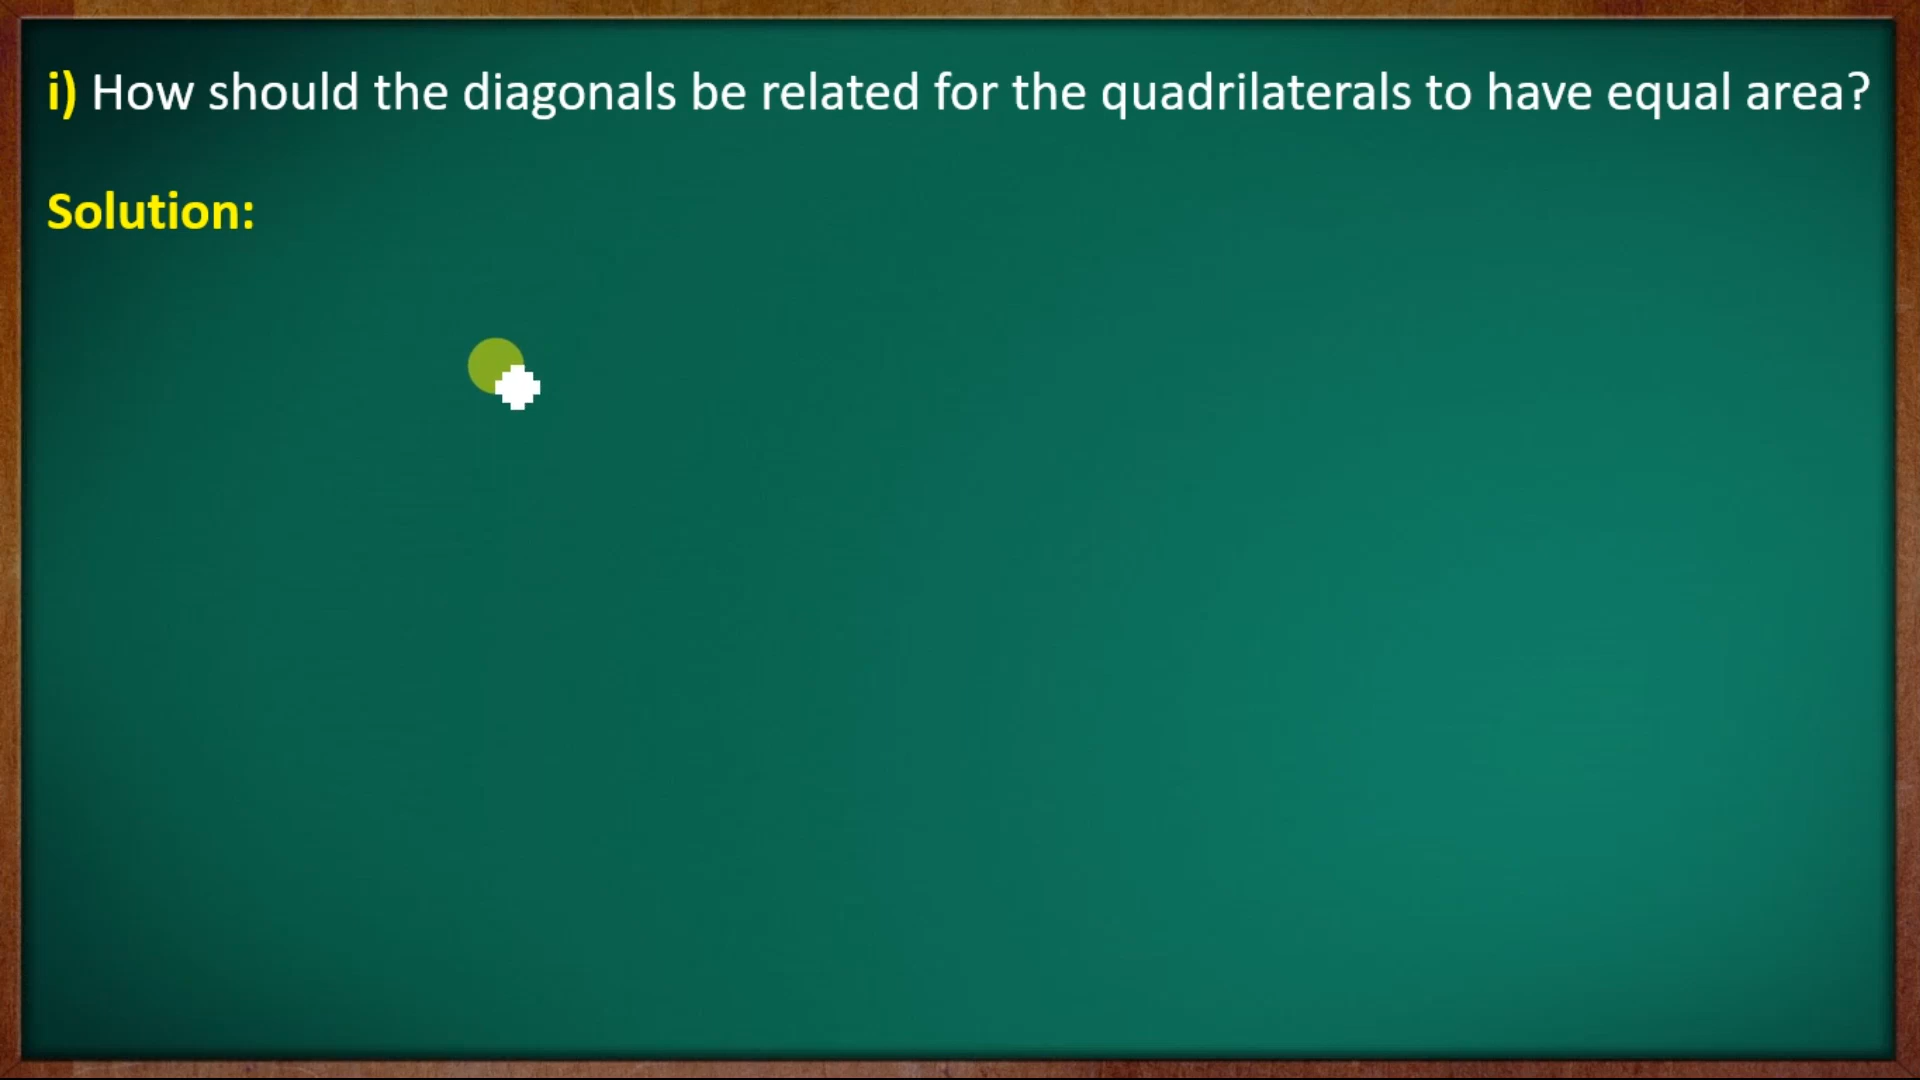 i) How should the diagonals be related for the quadrilaterals to have equal area?
Solution: